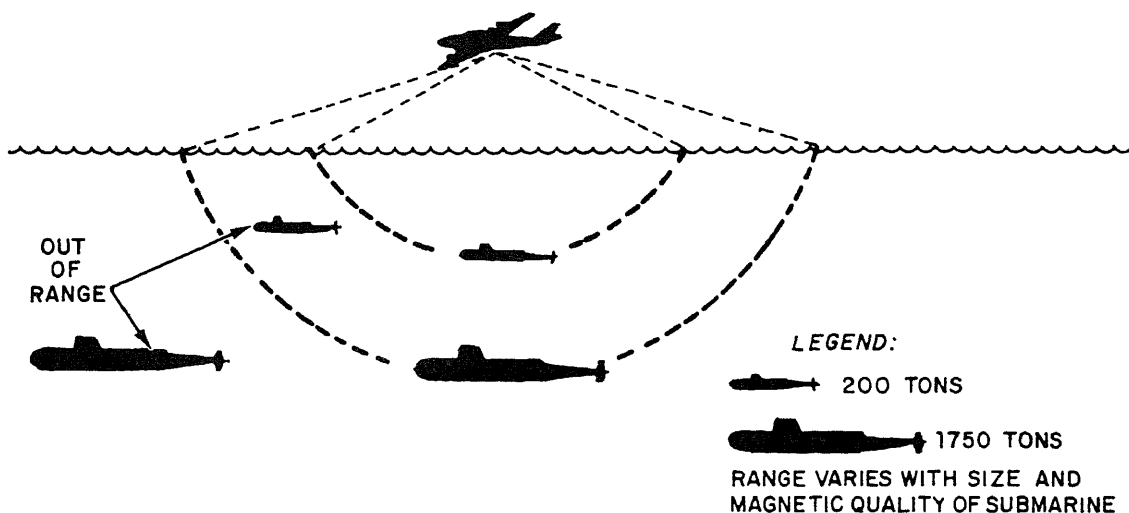 OUT
OF
RANGE
LEGEND:
200 TONS
1750 TONS
RANGE VARIES WITH SIZE AND
MAGNETIC QUALITY OF SUBMARINE